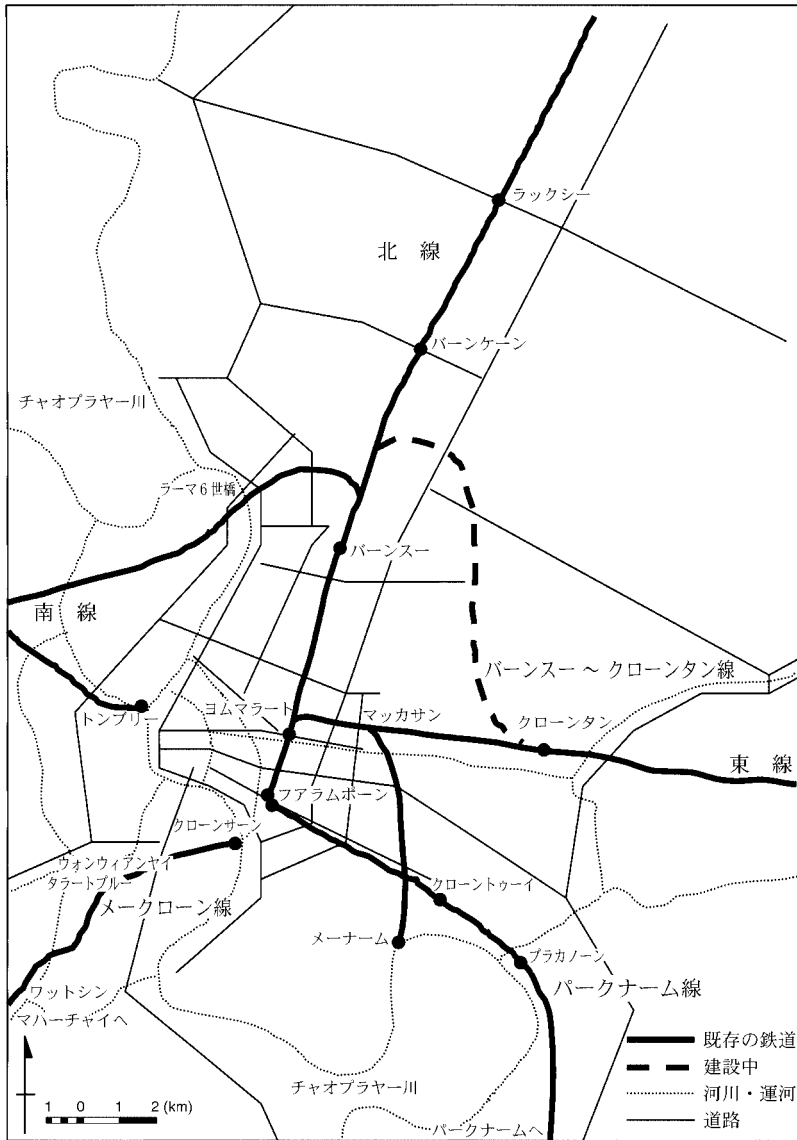 ラックシー
北 線
バーンケーン
チャオプラヤー川
ラーマ6世橋
バーンスー
南 線
バーンスー ～ クローンタン線
トンブリー
ヨムマラート
マッカサン
クローンタン
東 線
フアラムポーン
クローンサーン
ウォンウィアンヤイ
タラートプルー
クローントゥーイ
メークローン線
メーナーム
プラカノーン
パークナーム線
ワットシン
マハーチャイへ
既存の鉄道
建設中
チャオプラヤー川
河川・運河
1 0 1 2 (km)
道路
パークナームへ